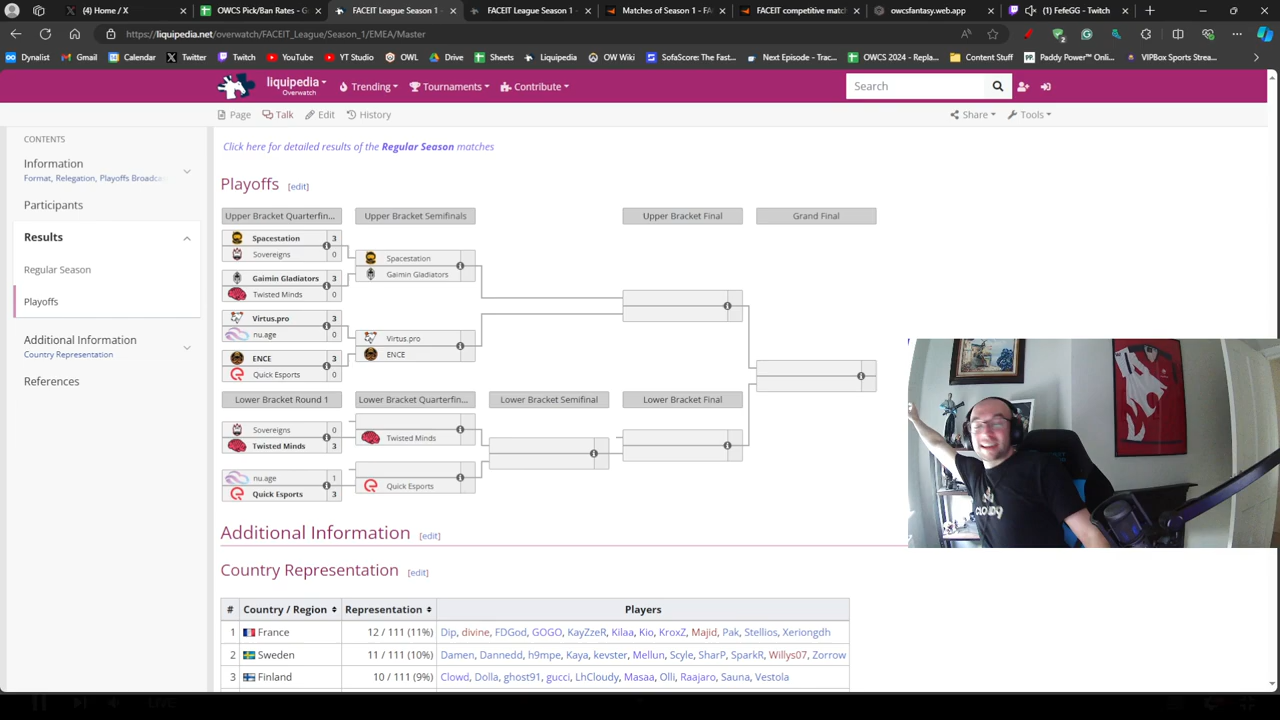 Home / X
OWCS Pick/Ban Rates - G
FACEIT League Season 1 -
FACEIT League Season 1 -
Matches of Season 1 - FA
FACEIT competitive matc
owcsfantasy.web.app
(1) FefeGG - Twitch
https://liquipedia.net/overwatch/FACEIT_League/Season_1/EMEA/Master
Dynalist
Gmail
Calendar
Twitter
Twitch
YouTube
YT Studio
OWL
Drive
Sheets
Liquipedia
OW Wiki
SofaScore: The Fast...
Next Episode - Trac...
OWCS 2024 - Repla...
Content Stuff
Paddy Power™ Onli...
VIPBox Sports Strea...
liquipedia
Overwatch
Trending
Tournaments
Contribute
Search
Page
Talk
Edit
History
Share
Tools
CONTENTS
Information
Format, Relegation, Playoffs Broadca
Participants
Results
Regular Season
Playoffs
Additional Information
Country Representation
References
Click here for detailed results of the Regular Season matches
Playoffs [edit]
Upper Bracket Quarterfin...
Upper Bracket Semifinals
Upper Bracket Final
Grand Final
Spacestation 3
Sovereigns 0
Gaimin Gladiators 3
Twisted Minds 0
Virtus.pro 3
nu.age 0
ENCE 3
Quick Esports 0
Spacestation
Gaimin Gladiators
Virtus.pro
ENCE
Lower Bracket Round 1
Lower Bracket Quarterfin...
Lower Bracket Semifinal
Lower Bracket Final
Sovereigns 0
Twisted Minds 3
nu.age 1
Quick Esports 3
Twisted Minds
Quick Esports
Additional Information [edit]
Country Representation [edit]
# Country / Region Representation Players
1 France 12 / 111 (11%) Dip, divine, FDGod, GOGO, KayZzeR, Kilaa, Kio, KroxZ, Majid, Pak, Stellios, Xeriongdh
2 Sweden 11 / 111 (10%) Damen, Dannedd, h9mpe, Kaya, kevster, Mellun, Scyle, SharP, SparkR, Willys07, Zorrow
3 Finland 10 / 111 (9%) Clowd, Dolla, ghost91, gucci, LhCloudy, Masaa, Olli, Raajaro, Sauna, Vestola
cloudy
LIVE